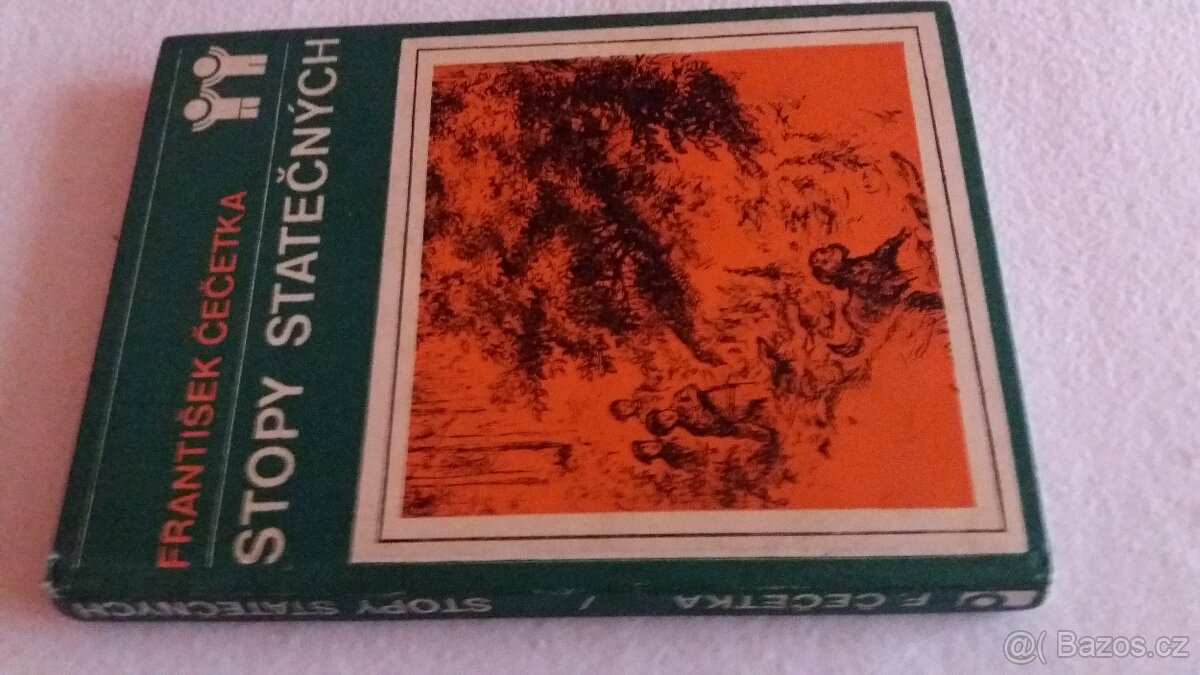 FRANTIŠEK ČEČETKA
STOPY STATEČNÝCH
F. ČEČETKA / STOPY STATEČNÝCH
@( Bazos.cz